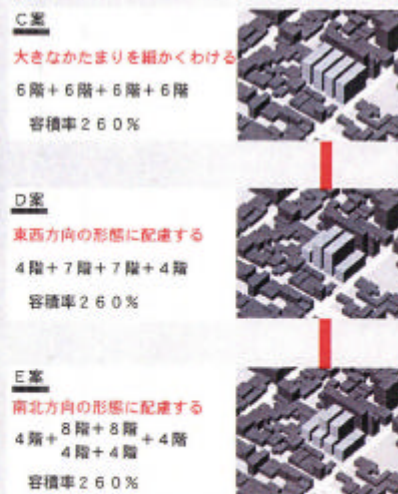 C案
大きなかたまりを細かくわける
6階+6階+6階+6階
容積率260%
D案
東西方向の形態に配慮する
4階+7階+7階+4階
容積率260%
E案
南北方向の形態に配慮する
8階+8階
4階+ +4階
4階+4階
容積率260%